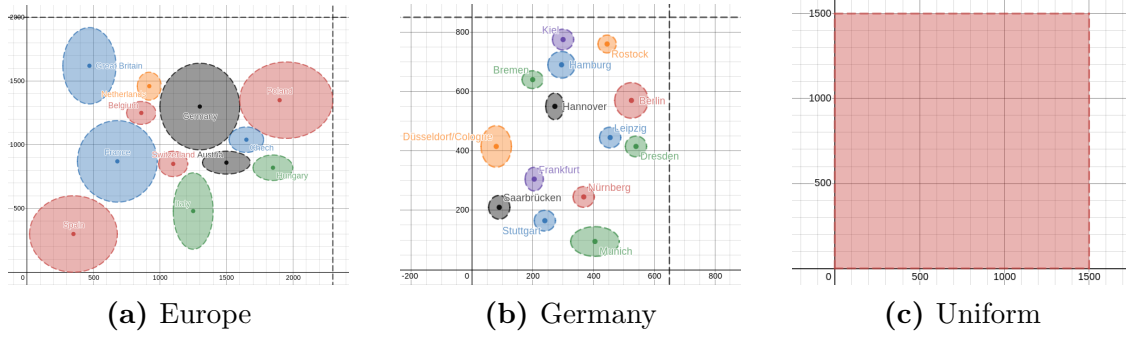 2000
1500
1000
500
0
500
1000
1500
2000
Great Britain
Netherlands
Belgium
Germany
Poland
France
Switzerland
Austria
Czech
Hungary
Italy
Spain
(a) Europe
800
600
400
200
-200
0
200
400
600
800
Kiel
Rostock
Hamburg
Bremen
Hannover
Berlin
Düsseldorf/Cologne
Leipzig
Dresden
Frankfurt
Saarbrücken
Nürnberg
Stuttgart
Munich
(b) Germany
1500
1000
500
0
0
500
1000
1500
(c) Uniform